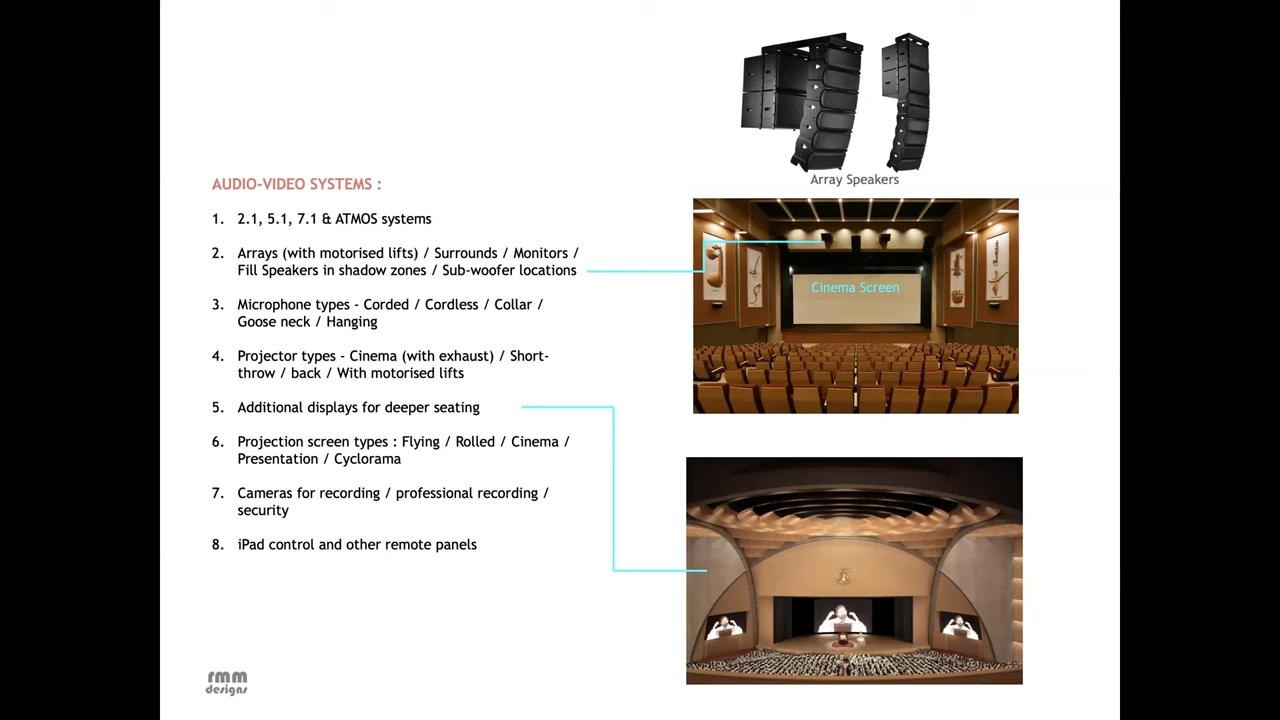 Array Speakers
AUDIO-VIDEO SYSTEMS :
1. 2.1, 5.1, 7.1 & ATMOS systems
2. Arrays (with motorised lifts) / Surrounds / Monitors /
Fill Speakers in shadow zones / Sub-woofer locations
3. Microphone types - Corded / Cordless / Collar /
Goose neck / Hanging
4. Projector types - Cinema (with exhaust) / Short-
throw / back / With motorised lifts
5. Additional displays for deeper seating
6. Projection screen types : Flying / Rolled / Cinema /
Presentation / Cyclorama
7. Cameras for recording / professional recording /
security
8. iPad control and other remote panels
Cinema Screen
rmm
designs